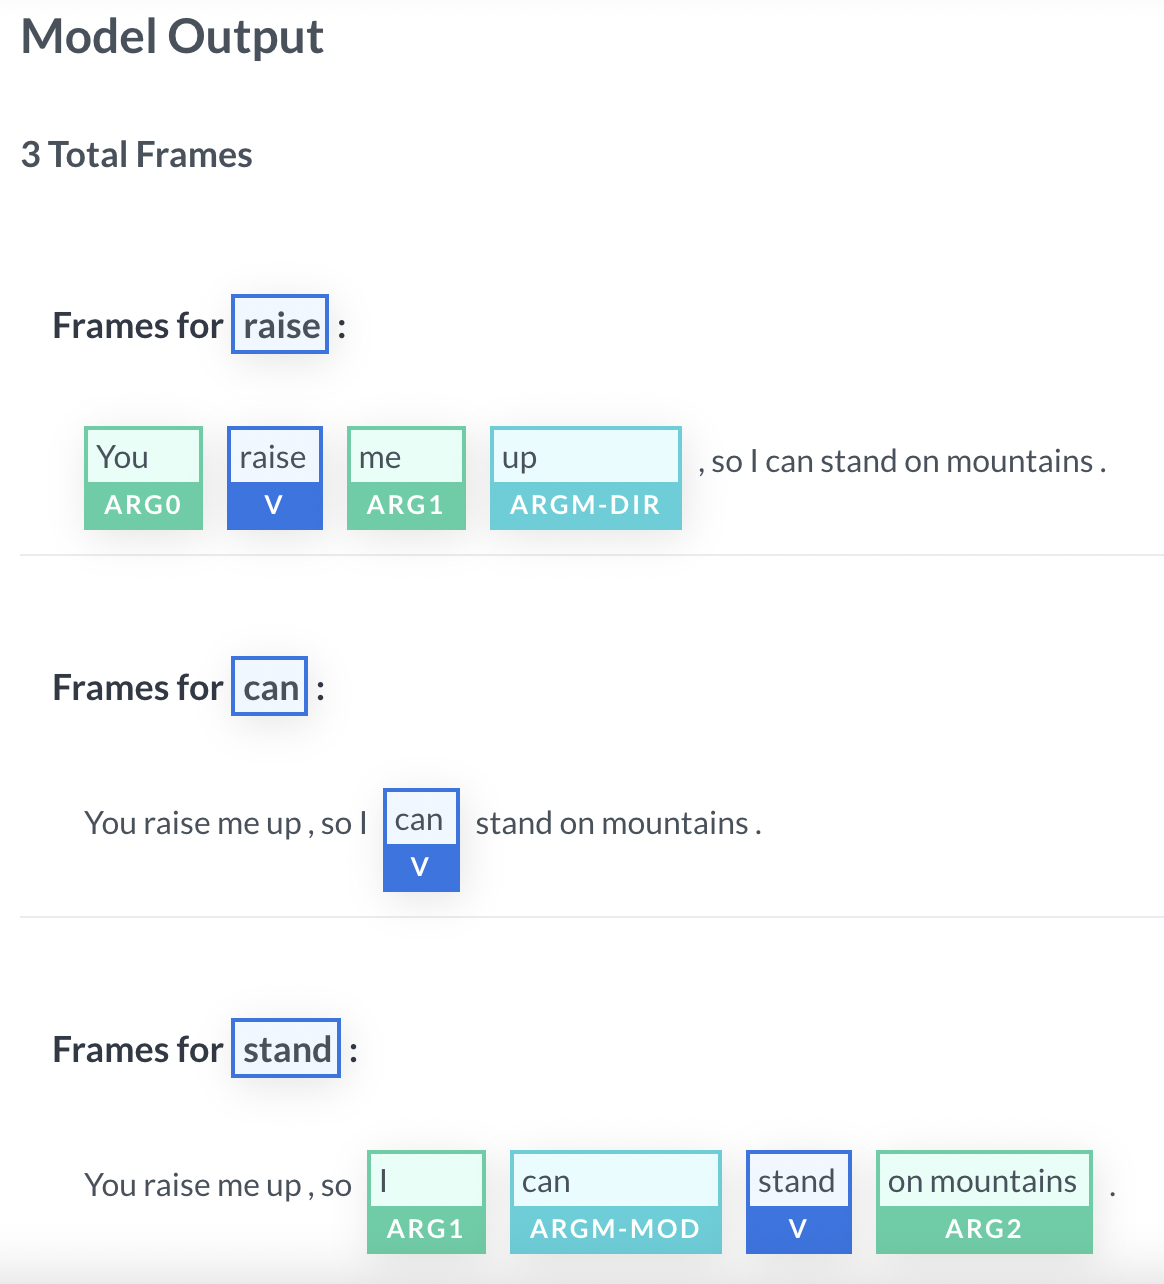 Model Output
3 Total Frames
Frames for raise :
You raise me up , so I can stand on mountains .
ARG0 V ARG1 ARGM-DIR
Frames for can :
You raise me up , so I can stand on mountains .
V
Frames for stand :
You raise me up , so I can stand on mountains .
ARG1 ARGM-MOD V ARG2